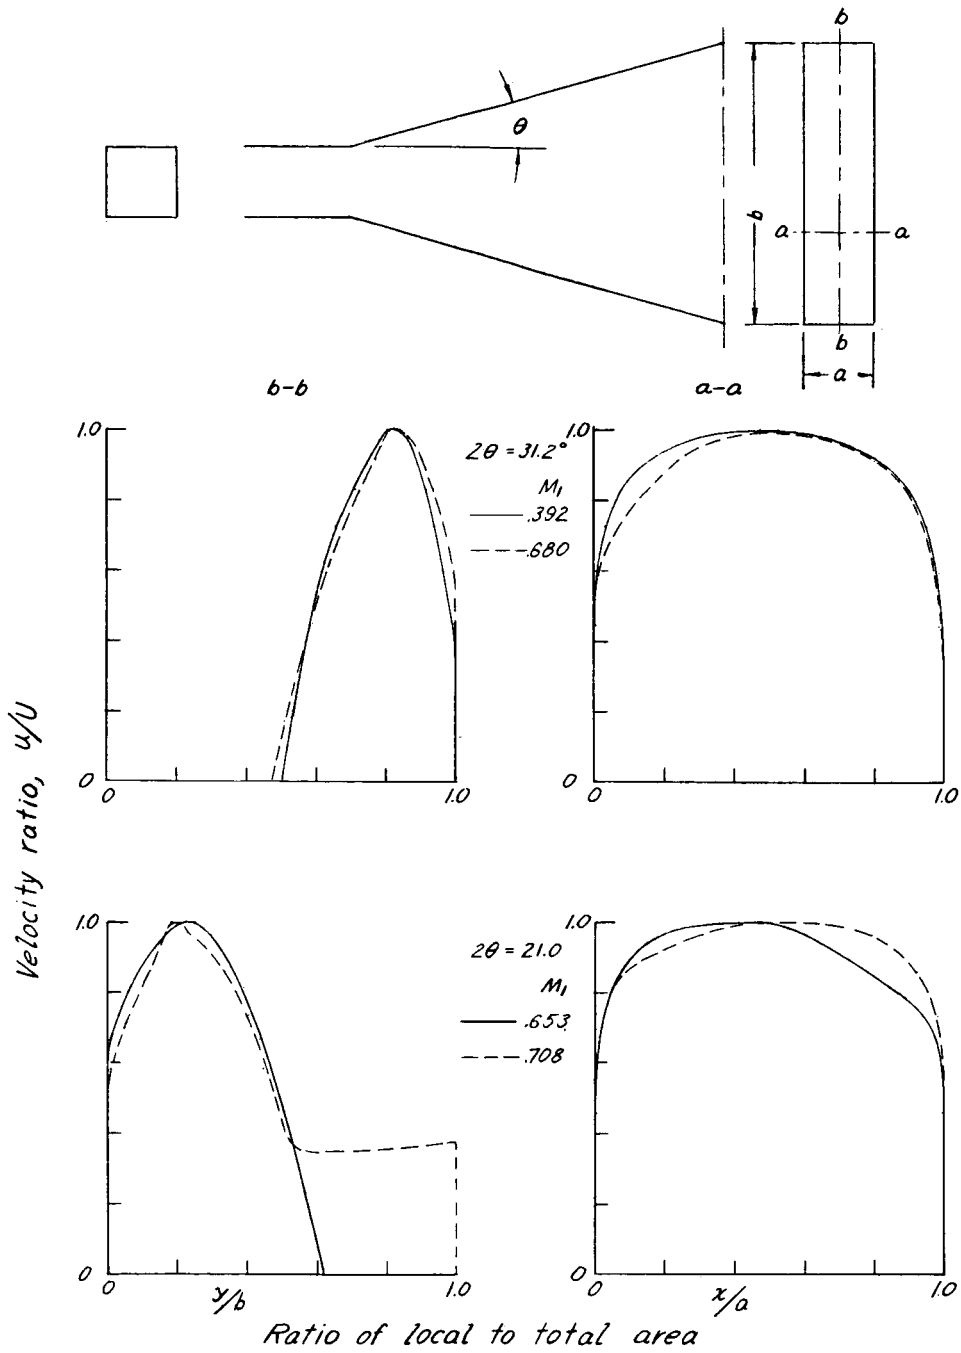 b
θ
b
a a
b
a
b-b a-a
1.0
0
0 1.0
2θ = 31.2°
M₁
.392
.680
1.0
0
0 1.0
Velocity ratio, u/U
1.0
0
0 y/b 1.0
2θ = 21.0
M₁
.653
.708
1.0
0
0 x/a 1.0
Ratio of local to total area